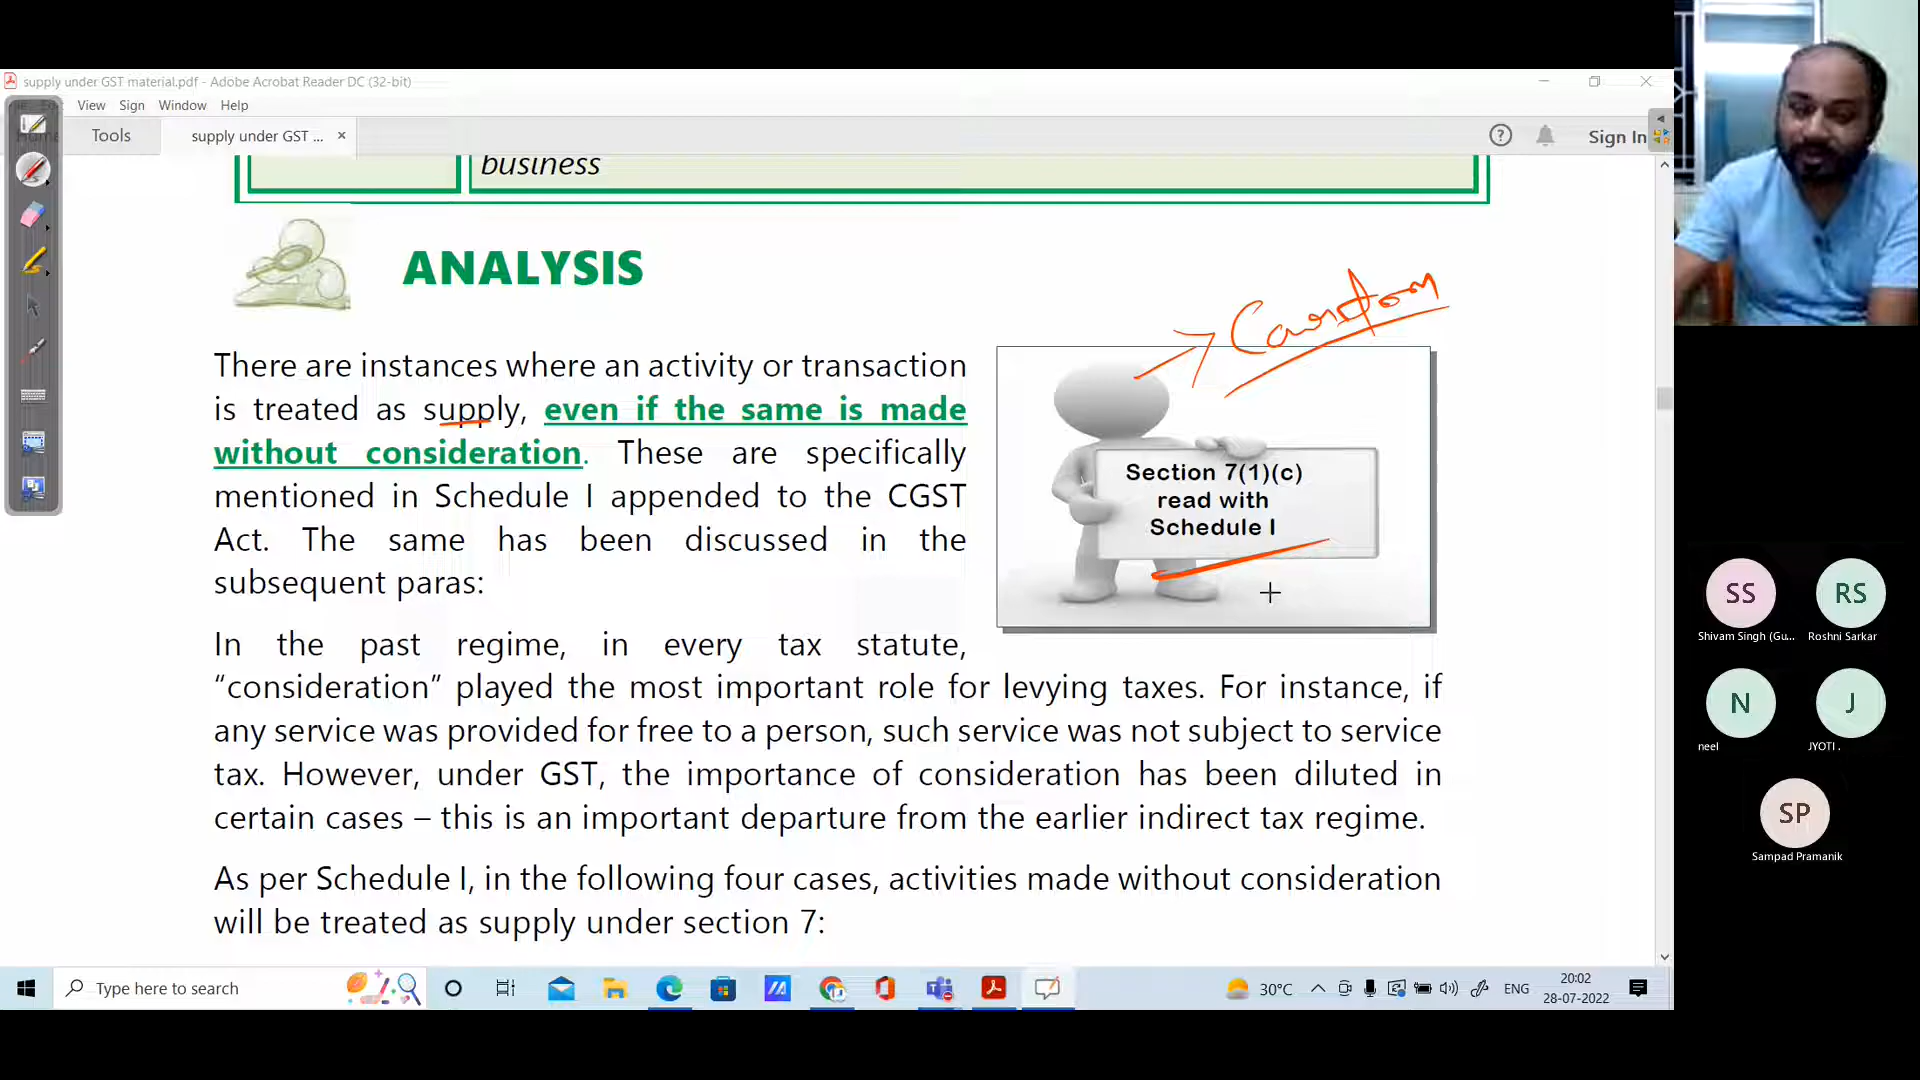 supply under GST material.pdf - Adobe Acrobat Reader DC (32-bit)
View Sign Window Help
Tools
supply under GST ...
Sign In
business
ANALYSIS
There are instances where an activity or transaction
is treated as supply, even if the same is made
without consideration. These are specifically
mentioned in Schedule I appended to the CGST
Act. The same has been discussed in the
subsequent paras:
Section 7(1)(c)
read with
Schedule I
In the past regime, in every tax statute,
“consideration” played the most important role for levying taxes. For instance, if
any service was provided for free to a person, such service was not subject to service
tax. However, under GST, the importance of consideration has been diluted in
certain cases – this is an important departure from the earlier indirect tax regime.
As per Schedule I, in the following four cases, activities made without consideration
will be treated as supply under section 7:
SS
Shivam Singh (Gu...
RS
Roshni Sarkar
N
neel
J
JYOTI .
SP
Sampad Pramanik
Type here to search
30°C
ENG
20:02
28-07-2022